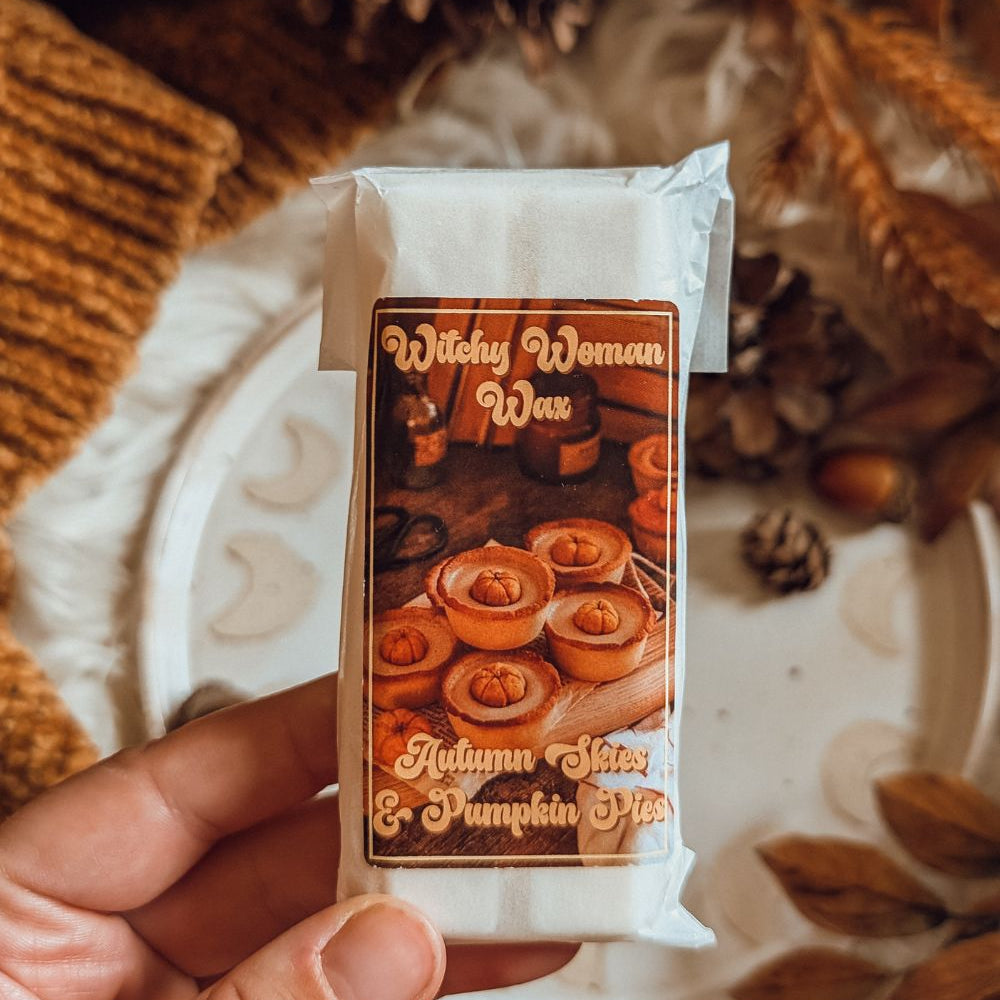 Witchy Woman
Wax
Autumn Skies
& Pumpkin Pies